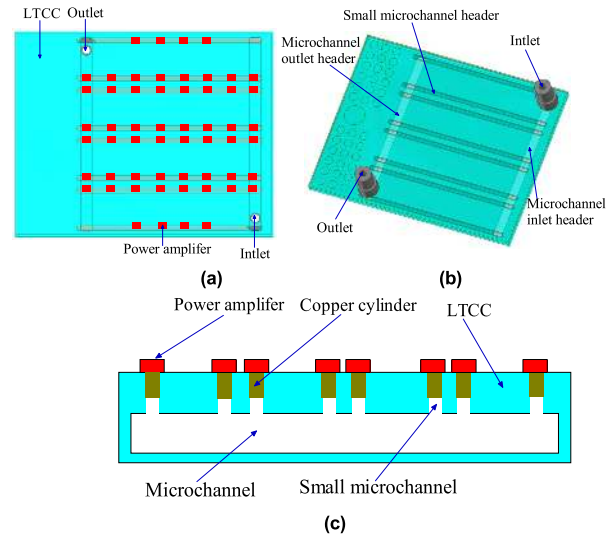 LTCC
Outlet
Power amplifer
Intlet
(a)
Small microchannel header
Microchannel
outlet header
Intlet
Outlet
Microchannel
inlet header
(b)
Power amplifer
Copper cylinder
LTCC
Microchannel
Small microchannel
(c)